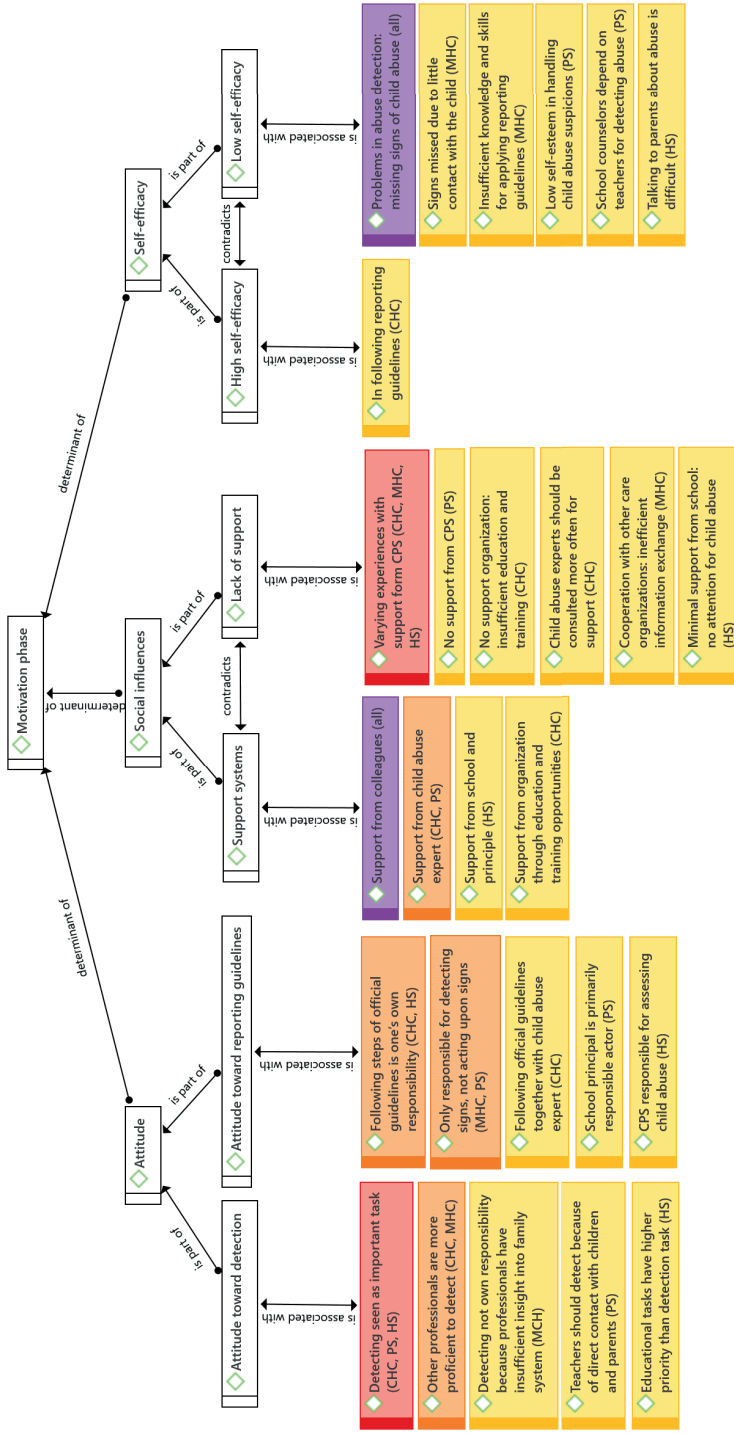 Motivation phase
determinant of
determinant of
determinant of
Attitude
Social influences
Self-efficacy
is part of
is part of
is part of
is part of
is part of
is part of
Attitude toward detection
Attitude toward reporting guidelines
Support systems
contradicts
Lack of support
High self-efficacy
contradicts
Low self-efficacy
is associated
with
is associated
with
is associated
with
is associated
with
is associated
with
is associated
with
Detecting seen as important task
(CHC, PS, HS)
Other professionals are more
proficient to detect (CHC, MHC)
Detecting not own responsibility
because professionals have
insufficient insight into family
system (MCH)
Teachers should detect because
of direct contact with children
and parents (PS)
Educational tasks have higher
priority than detection task (HS)
Following steps of official
guidelines is one's own
responsibility (CHC, HS)
Only responsible for detecting
signs, not acting upon signs
(MHC, PS)
Following official guidelines
together with child abuse
expert (CHC)
School principal is primarily
responsible actor (PS)
CPS responsible for assessing
child abuse (HS)
Support from colleagues (all)
Support from child abuse
expert (CHC, PS)
Support from school and
principle (HS)
Support from organization
through education and
training opportunities (CHC)
Varying experiences with
support form CPS (CHC, MHC,
HS)
No support from CPS (PS)
No support organization:
insufficient education and
training (CHC)
Child abuse experts should be
consulted more often for
support (CHC)
Cooperation with other care
organizations: inefficient
information exchange (MHC)
Minimal support from school:
no attention for child abuse
(HS)
In following reporting
guidelines (CHC)
Problems in abuse detection:
missing signs of child abuse (all)
Signs missed due to little
contact with the child (MHC)
Insufficient knowledge and skills
for applying reporting
guidelines (MHC)
Low self-esteem in handling
child abuse suspicions (PS)
School counselors depend on
teachers for detecting abuse (PS)
Talking to parents about abuse is
difficult (HS)